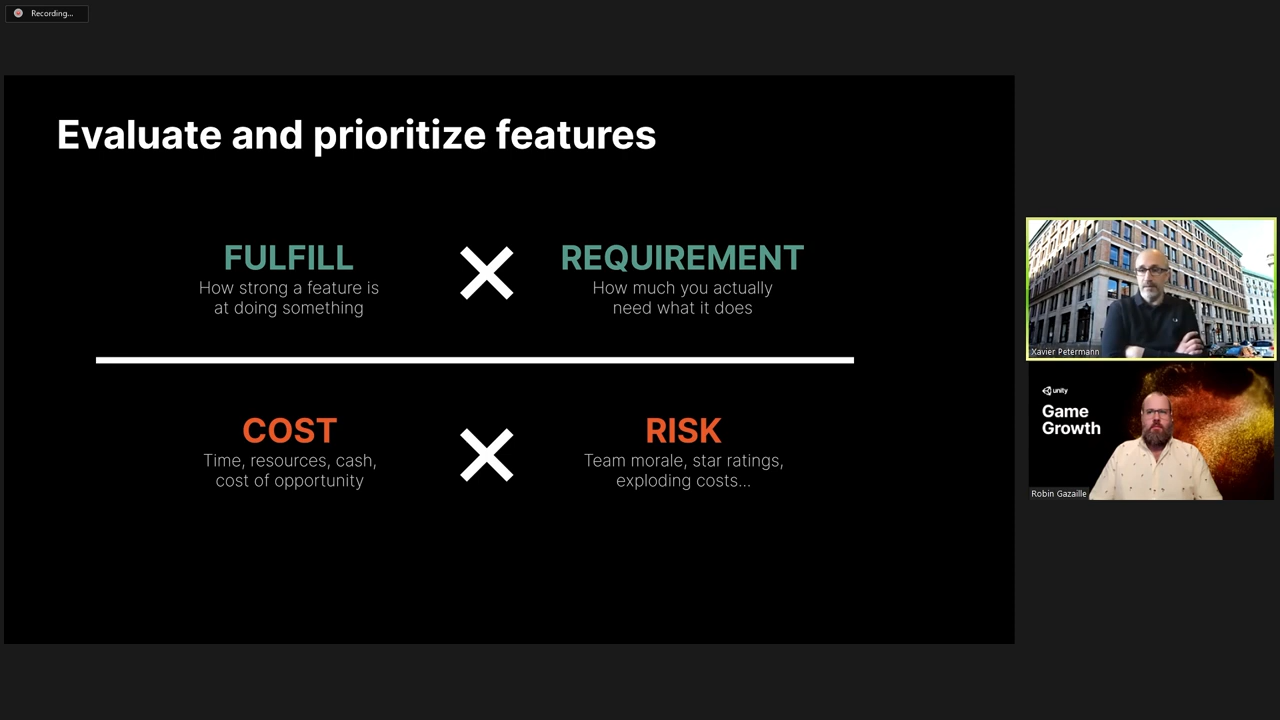 Recording...
Evaluate and prioritize features
FULFILL
How strong a feature is
at doing something
REQUIREMENT
How much you actually
need what it does
COST
Time, resources, cash,
cost of opportunity
RISK
Team morale, star ratings,
exploding costs...
Xavier Petermann
unity
Game
Growth
Robin Gazaille